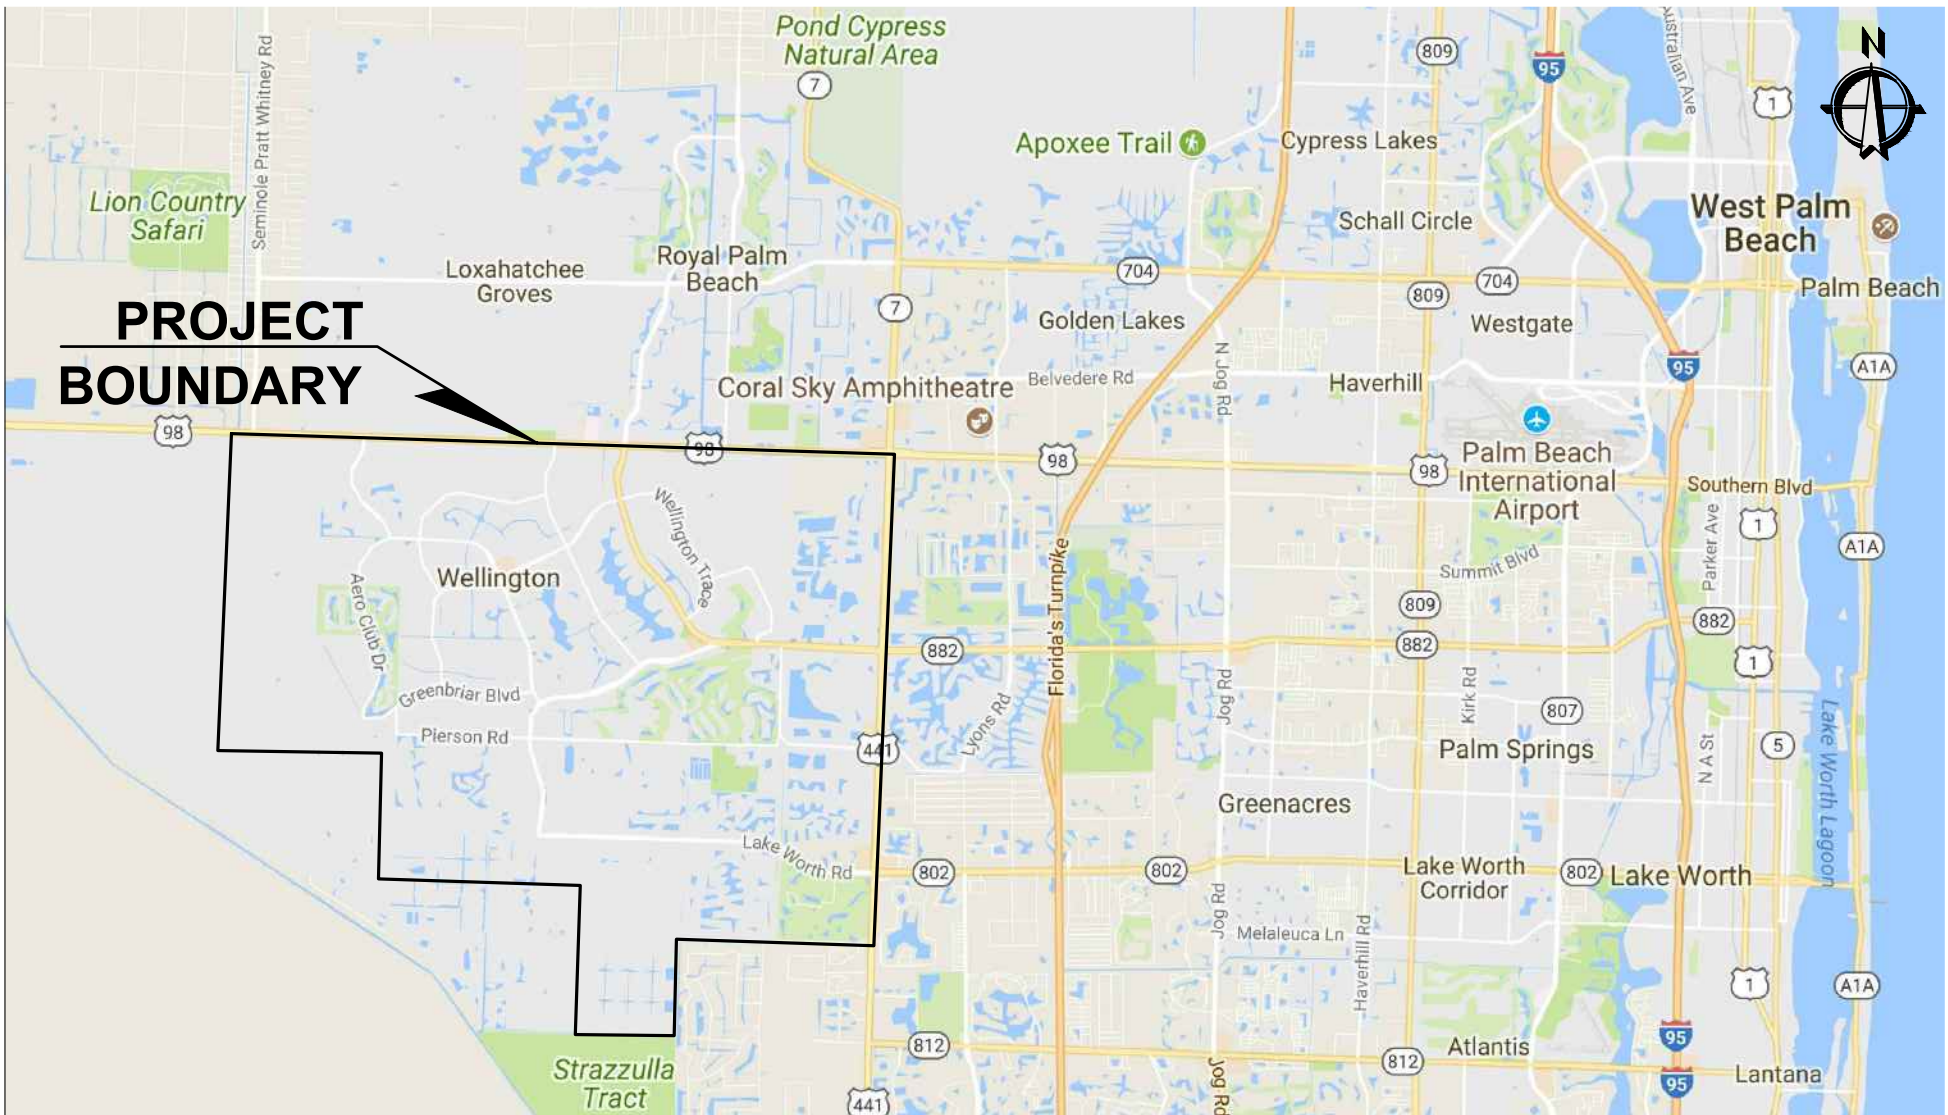 Pond Cypress
Natural Area
N
809
95
Australian Ave
1
7
Seminole Pratt Whitney Rd
Apoxee Trail
Cypress Lakes
Lion Country
Safari
West Palm
Beach
Schall Circle
Royal Palm
Beach
Loxahatchee
Groves
704
704
809
Palm Beach
7
PROJECT
BOUNDARY
Golden Lakes
Westgate
N Jog Rd
95
A1A
Coral Sky Amphitheatre
Belvedere Rd
Haverhill
98
98
98
98
Palm Beach
International
Airport
Southern Blvd
Wellington Trace
Parker Ave
1
A1A
Florida's Turnpike
Summit Blvd
Wellington
Aero Club Dr
809
882
882
882
1
Greenbriar Blvd
Jog Rd
Kirk Rd
807
Lyons Rd
Pierson Rd
441
Palm Springs
N A St
5
Lake Worth Lagoon
Greenacres
Lake Worth Rd
802
802
Lake Worth
Corridor
802
Lake Worth
Jog Rd
Melaleuca Ln
Haverhill Rd
1
A1A
812
812
Atlantis
95
Strazzulla
Tract
Jog Rd
95
Lantana
441